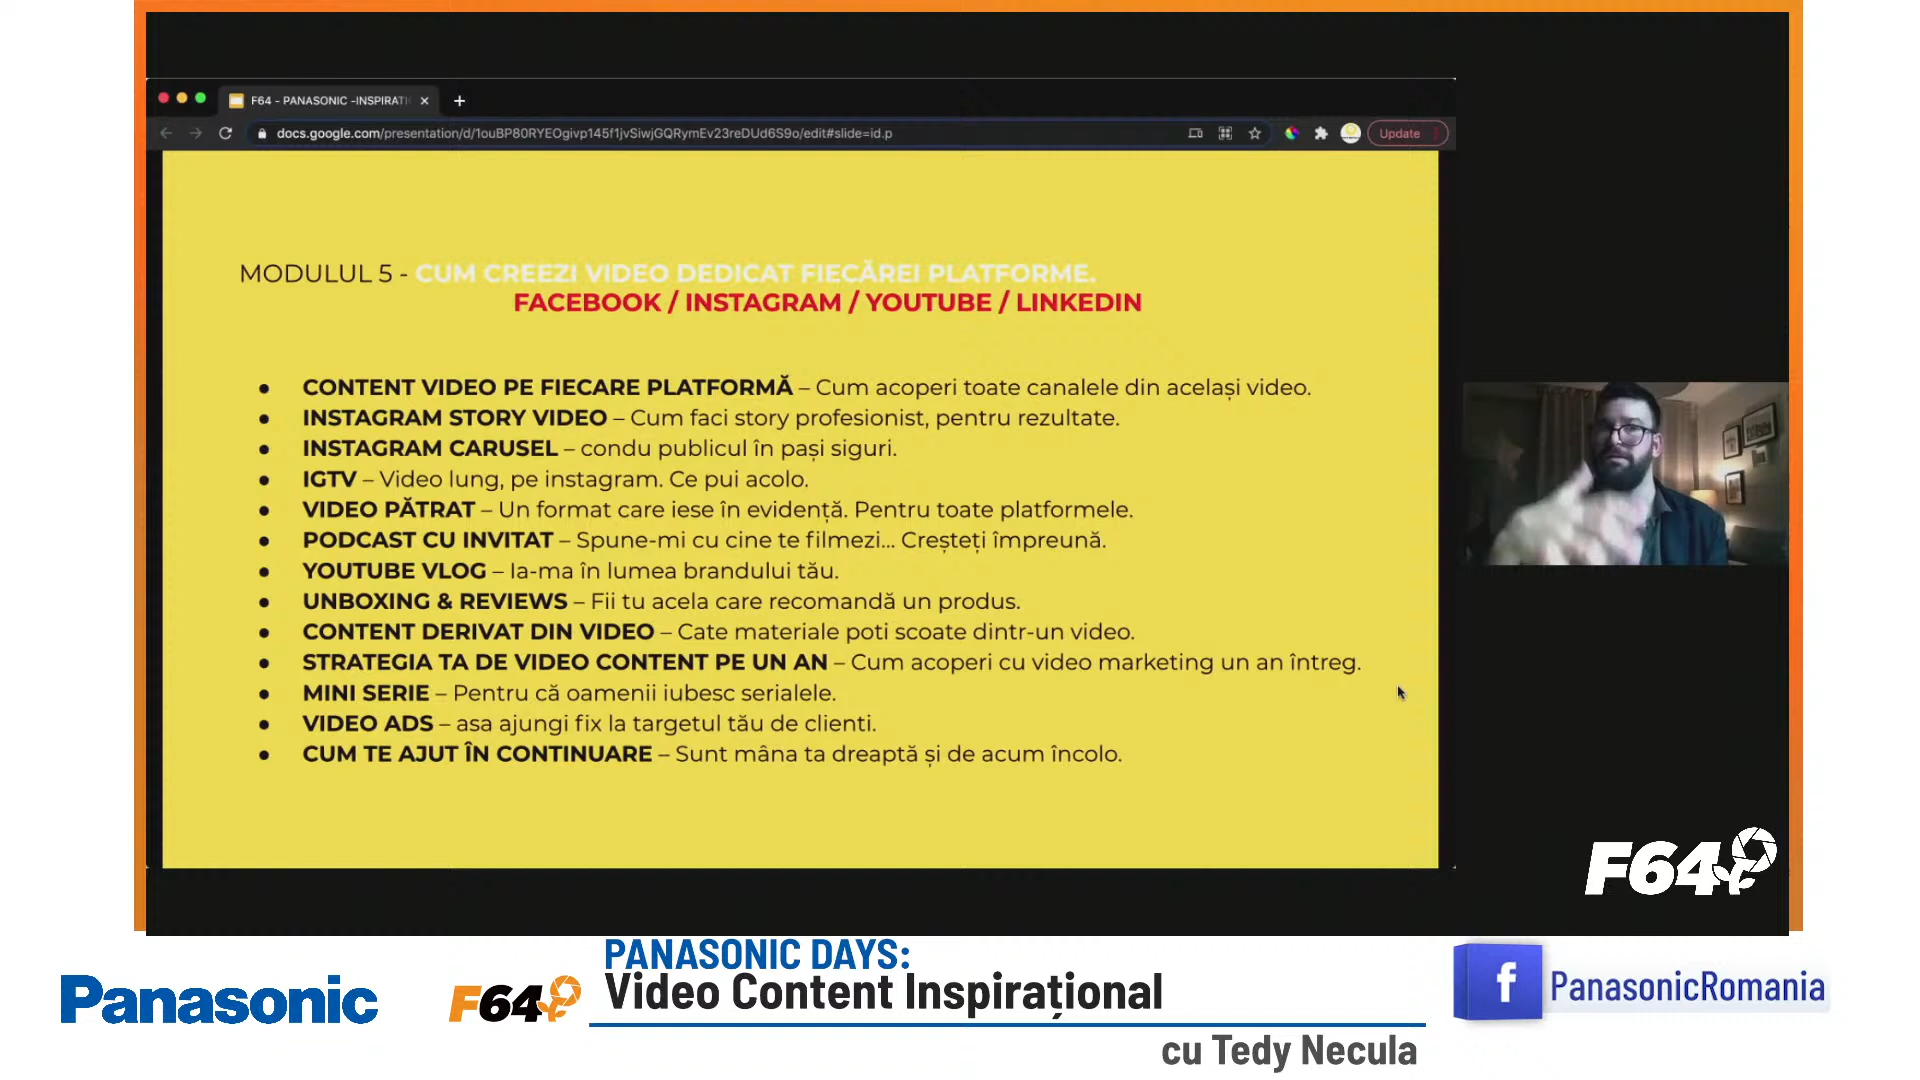 F64 - PANASONIC -INSPIRATI
docs.google.com/presentation/d/1ouBP80RYEOgivp145f1jvSiwjGQRymEv23reDUd6S9o/edit#slide=id.p
Update
MODULUL 5 - CUM CREEZI VIDEO DEDICAT FIECĂREI PLATFORME.
FACEBOOK / INSTAGRAM / YOUTUBE / LINKEDIN
● CONTENT VIDEO PE FIECARE PLATFORMĂ – Cum acoperi toate canalele din același video.
● INSTAGRAM STORY VIDEO – Cum faci story profesionist, pentru rezultate.
● INSTAGRAM CARUSEL – condu publicul în pași siguri.
● IGTV – Video lung, pe instagram. Ce pui acolo.
● VIDEO PĂTRAT – Un format care iese în evidență. Pentru toate platformele.
● PODCAST CU INVITAT – Spune-mi cu cine te filmezi... Creșteți împreună.
● YOUTUBE VLOG – Ia-ma în lumea brandului tău.
● UNBOXING & REVIEWS – Fii tu acela care recomandă un produs.
● CONTENT DERIVAT DIN VIDEO – Cate materiale poti scoate dintr-un video.
● STRATEGIA TA DE VIDEO CONTENT PE UN AN – Cum acoperi cu video marketing un an întreg.
● MINI SERIE – Pentru că oamenii iubesc serialele.
● VIDEO ADS – asa ajungi fix la targetul tău de clienti.
● CUM TE AJUT ÎN CONTINUARE – Sunt mâna ta dreaptă și de acum încolo.
F64
Panasonic
F64
PANASONIC DAYS:
Video Content Inspirațional
cu Tedy Necula
f PanasonicRomania